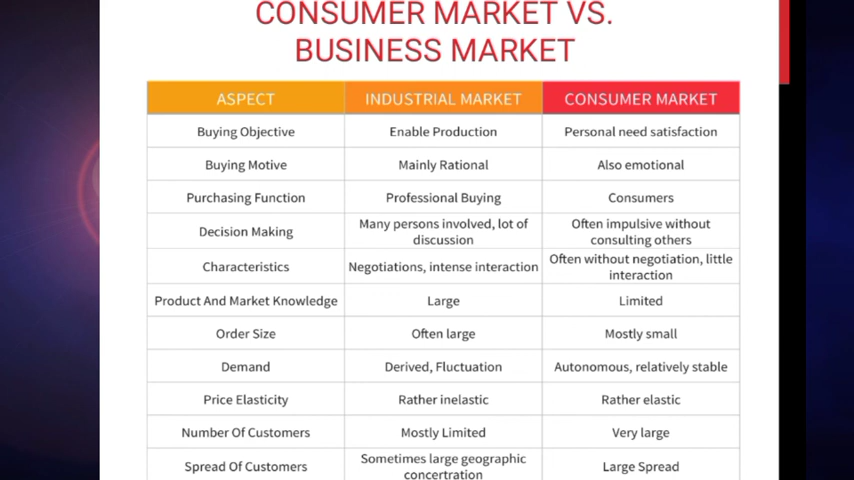 CONSUMER MARKET VS.
BUSINESS MARKET
ASPECT INDUSTRIAL MARKET CONSUMER MARKET
Buying Objective Enable Production Personal need satisfaction
Buying Motive Mainly Rational Also emotional
Purchasing Function Professional Buying Consumers
Decision Making Many persons involved, lot of discussion Often impulsive without consulting others
Characteristics Negotiations, intense interaction Often without negotiation, little interaction
Product And Market Knowledge Large Limited
Order Size Often large Mostly small
Demand Derived, Fluctuation Autonomous, relatively stable
Price Elasticity Rather inelastic Rather elastic
Number Of Customers Mostly Limited Very large
Spread Of Customers Sometimes large geographic concertration Large Spread